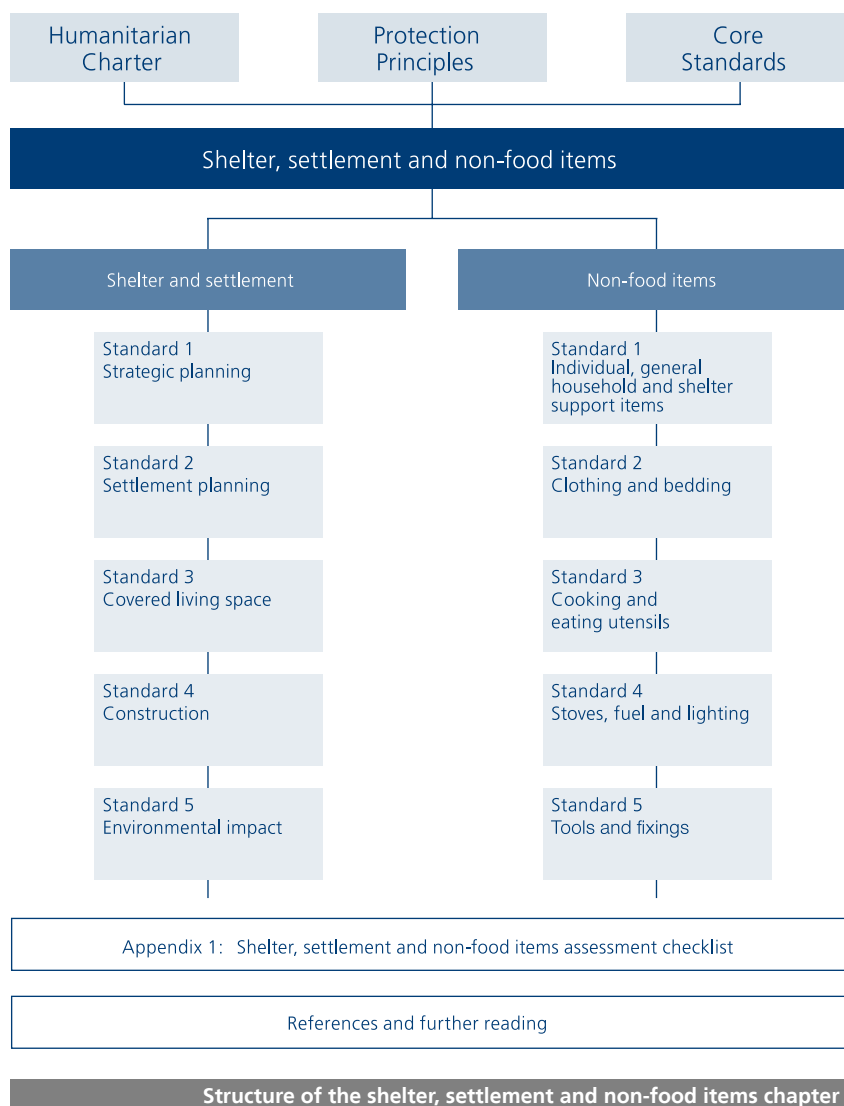 Humanitarian
Charter
Protection
Principles
Core
Standards
Shelter, settlement and non-food items
Shelter and settlement
Non-food items
Standard 1
Strategic planning
Standard 2
Settlement planning
Standard 3
Covered living space
Standard 4
Construction
Standard 5
Environmental impact
Standard 1
Individual, general
household and shelter
support items
Standard 2
Clothing and bedding
Standard 3
Cooking and
eating utensils
Standard 4
Stoves, fuel and lighting
Standard 5
Tools and fixings
Appendix 1: Shelter, settlement and non-food items assessment checklist
References and further reading
Structure of the shelter, settlement and non-food items chapter